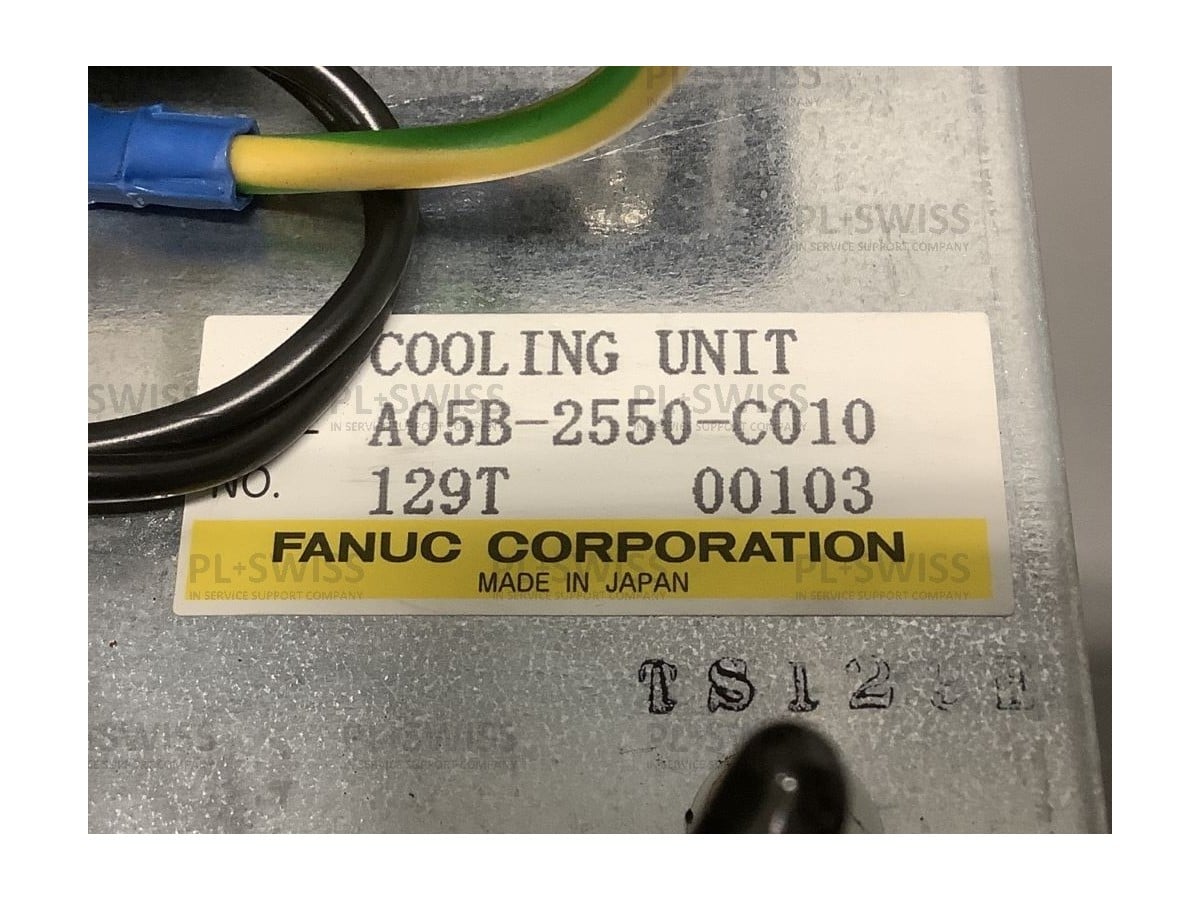 COOLING UNIT
A05B-2550-C010
NO. 129T 00103
FANUC CORPORATION
MADE IN JAPAN
PL+SWISS
IN SERVICE SUPPORT COMPANY